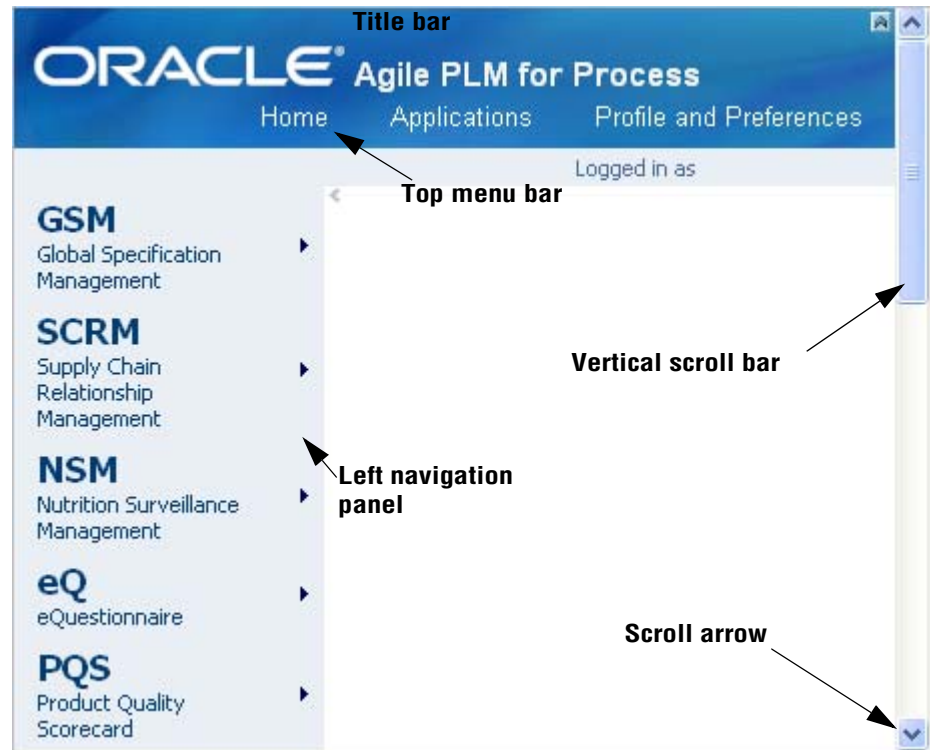 Title bar
ORACLE® Agile PLM for Process
Home Applications Profile and Preferences
Logged in as
Top menu bar
GSM
Global Specification
Management
SCRM
Supply Chain
Relationship
Management
Vertical scroll bar
Left navigation
panel
NSM
Nutrition Surveillance
Management
eQ
eQuestionnaire
Scroll arrow
PQS
Product Quality
Scorecard